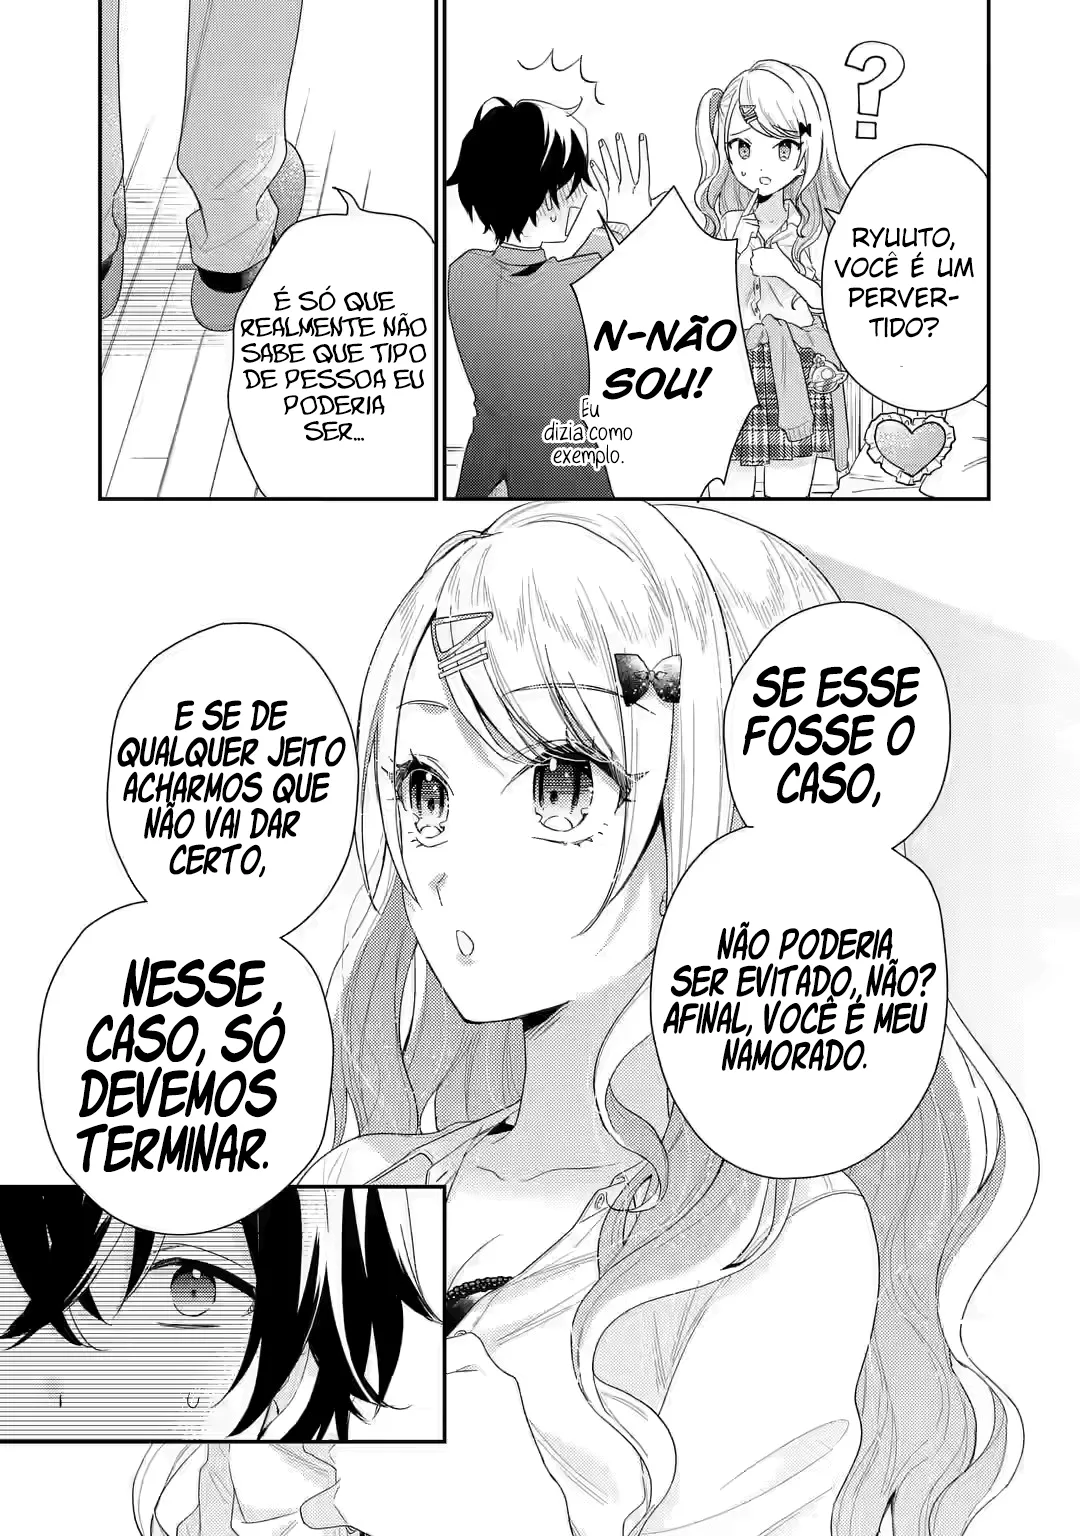 RYUUTO,
VOCÊ É UM
PERVER-
TIDO?
N-NÃO
SOU!
Eu
dizia como
exemplo.
É SÓ QUE
REALMENTE NÃO
SABE QUE TIPO
DE PESSOA EU
PODERIA
SER...
SE ESSE
FOSSE O
CASO,
NÃO PODERIA
SER EVITADO, NÃO?
AFINAL, VOCÊ É MEU
NAMORADO.
E SE DE
QUALQUER JEITO
ACHARMOS QUE
NÃO VAI DAR
CERTO,
NESSE
CASO, SÓ
DEVEMOS
TERMINAR.